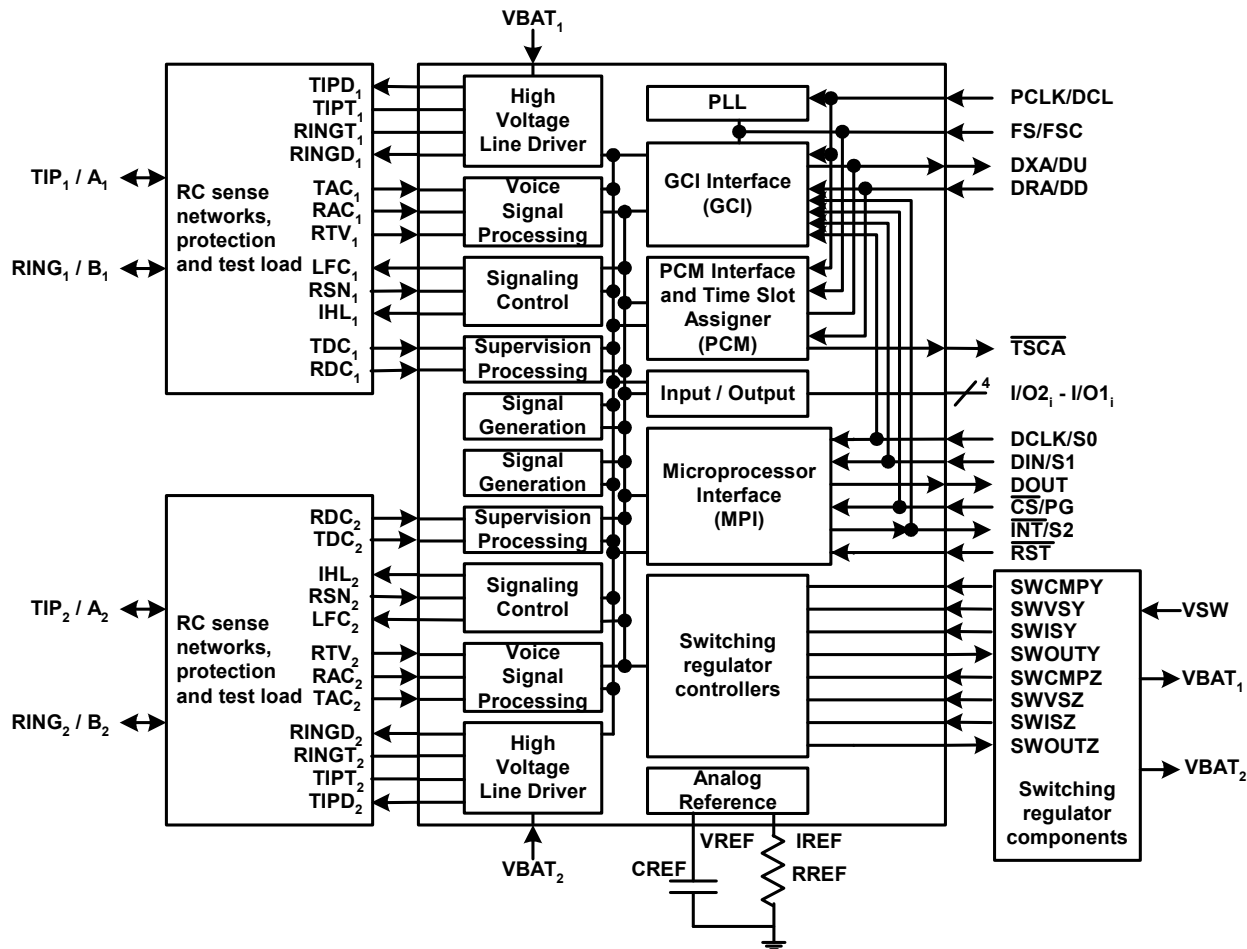 VBAT₁
TIPD₁
TIPT₁
RINGT₁
RINGD₁
TAC₁
RAC₁
RTV₁
LFC₁
RSN₁
IHL₁
TDC₁
RDC₁
TIP₁ / A₁
RING₁ / B₁
RC sense
networks,
protection
and test load
High
Voltage
Line Driver
Voice
Signal
Processing
Signaling
Control
Supervision
Processing
Signal
Generation
Signal
Generation
Supervision
Processing
Signaling
Control
Voice
Signal
Processing
High
Voltage
Line Driver
PLL
GCI Interface
(GCI)
PCM Interface
and Time Slot
Assigner
(PCM)
Input / Output
Microprocessor
Interface
(MPI)
Switching
regulator
controllers
Analog
Reference
PCLK/DCL
FS/FSC
DXA/DU
DRA/DD
T̅S̅C̅A̅
4
I/O2ᵢ - I/O1ᵢ
DCLK/S0
DIN/S1
DOUT
C̅S̅/PG
I̅N̅T̅/S2
R̅S̅T̅
SWCMPY
SWVSY
SWISY
SWOUTY
SWCMPZ
SWVSZ
SWISZ
SWOUTZ
Switching
regulator
components
VSW
VBAT₁
VBAT₂
RDC₂
TDC₂
IHL₂
RSN₂
LFC₂
RTV₂
RAC₂
TAC₂
RINGD₂
RINGT₂
TIPT₂
TIPD₂
TIP₂ / A₂
RING₂ / B₂
RC sense
networks,
protection
and test load
VBAT₂
VREF
IREF
CREF
RREF